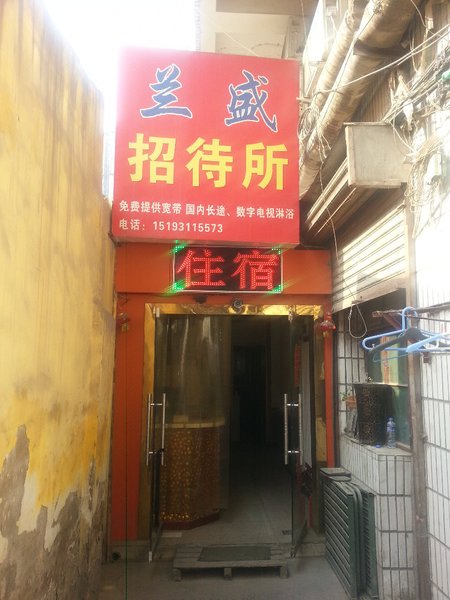 兰盛
招待所
免费提供宽带 国内长途、数字电视淋浴
电话：15193115573
住宿